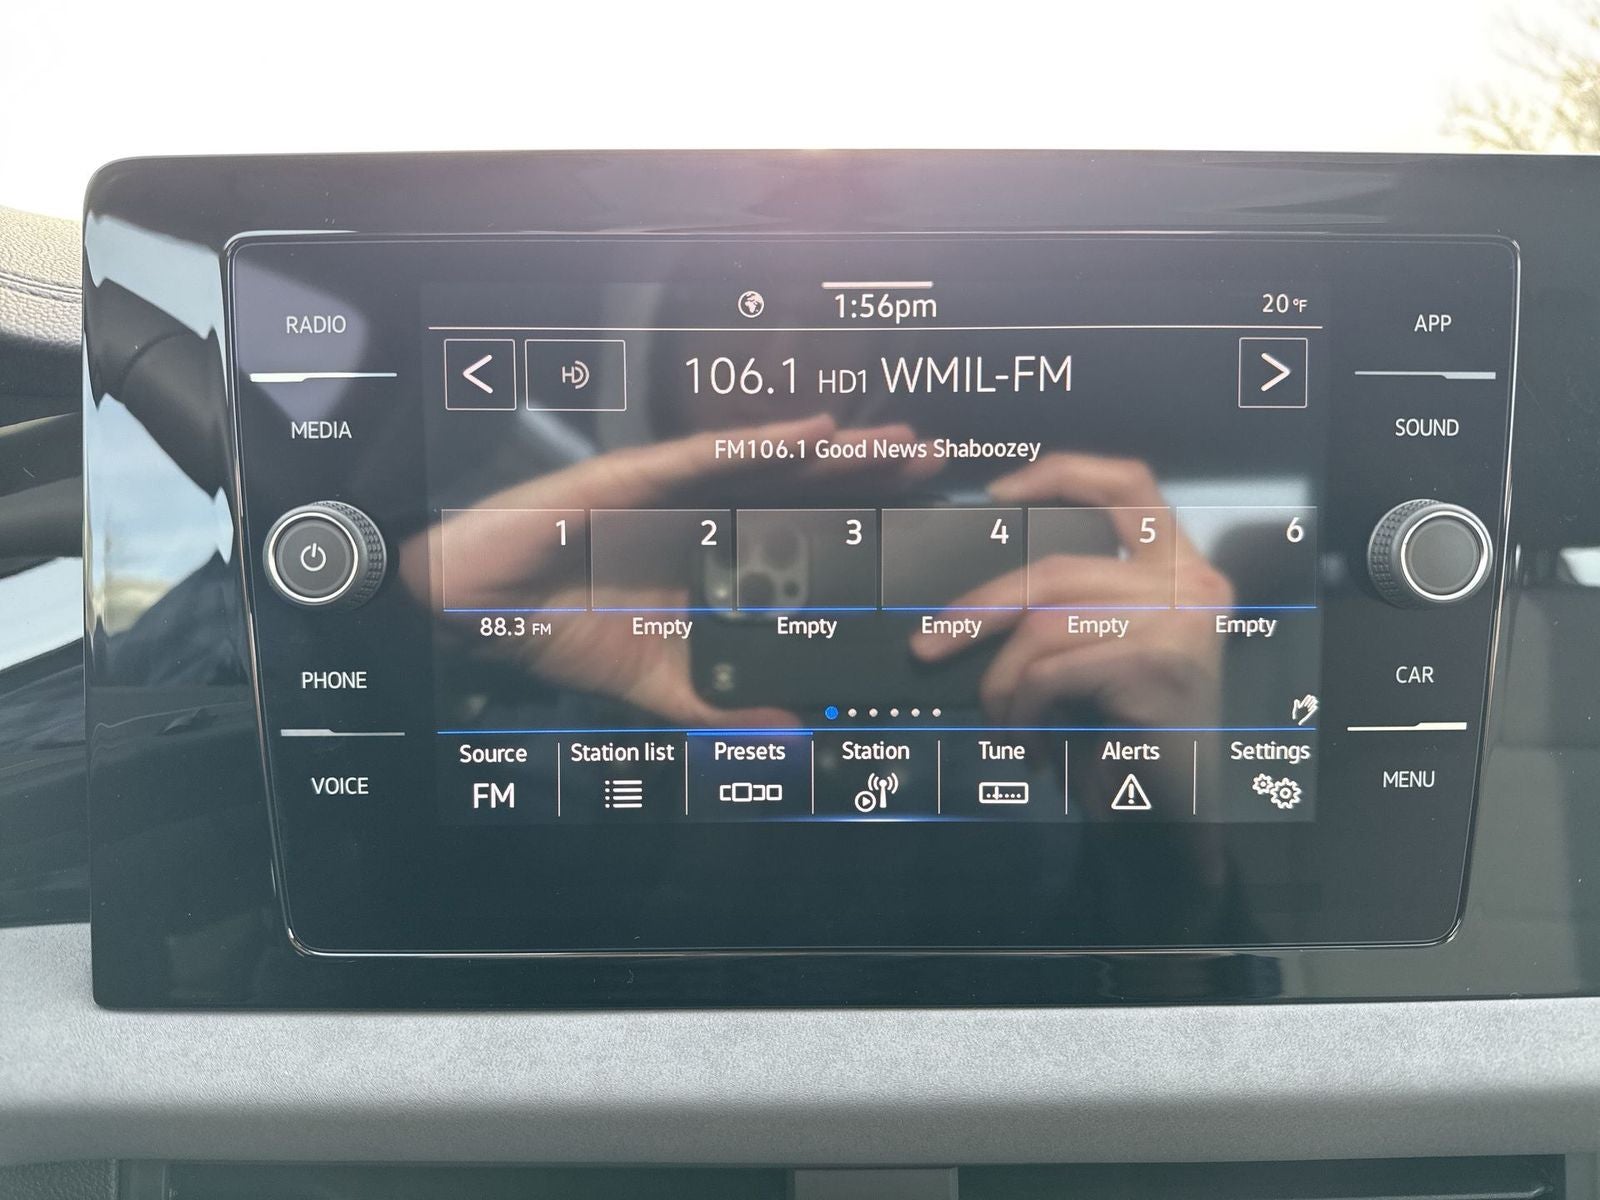 RADIO
MEDIA
PHONE
VOICE
1:56pm
20°F
HD
106.1 HD1 WMIL-FM
FM106.1 Good News Shaboozey
1
2
3
4
5
6
88.3 FM
Empty
Empty
Empty
Empty
Empty
Source
FM
Station list
Presets
Station
Tune
Alerts
Settings
APP
SOUND
CAR
MENU